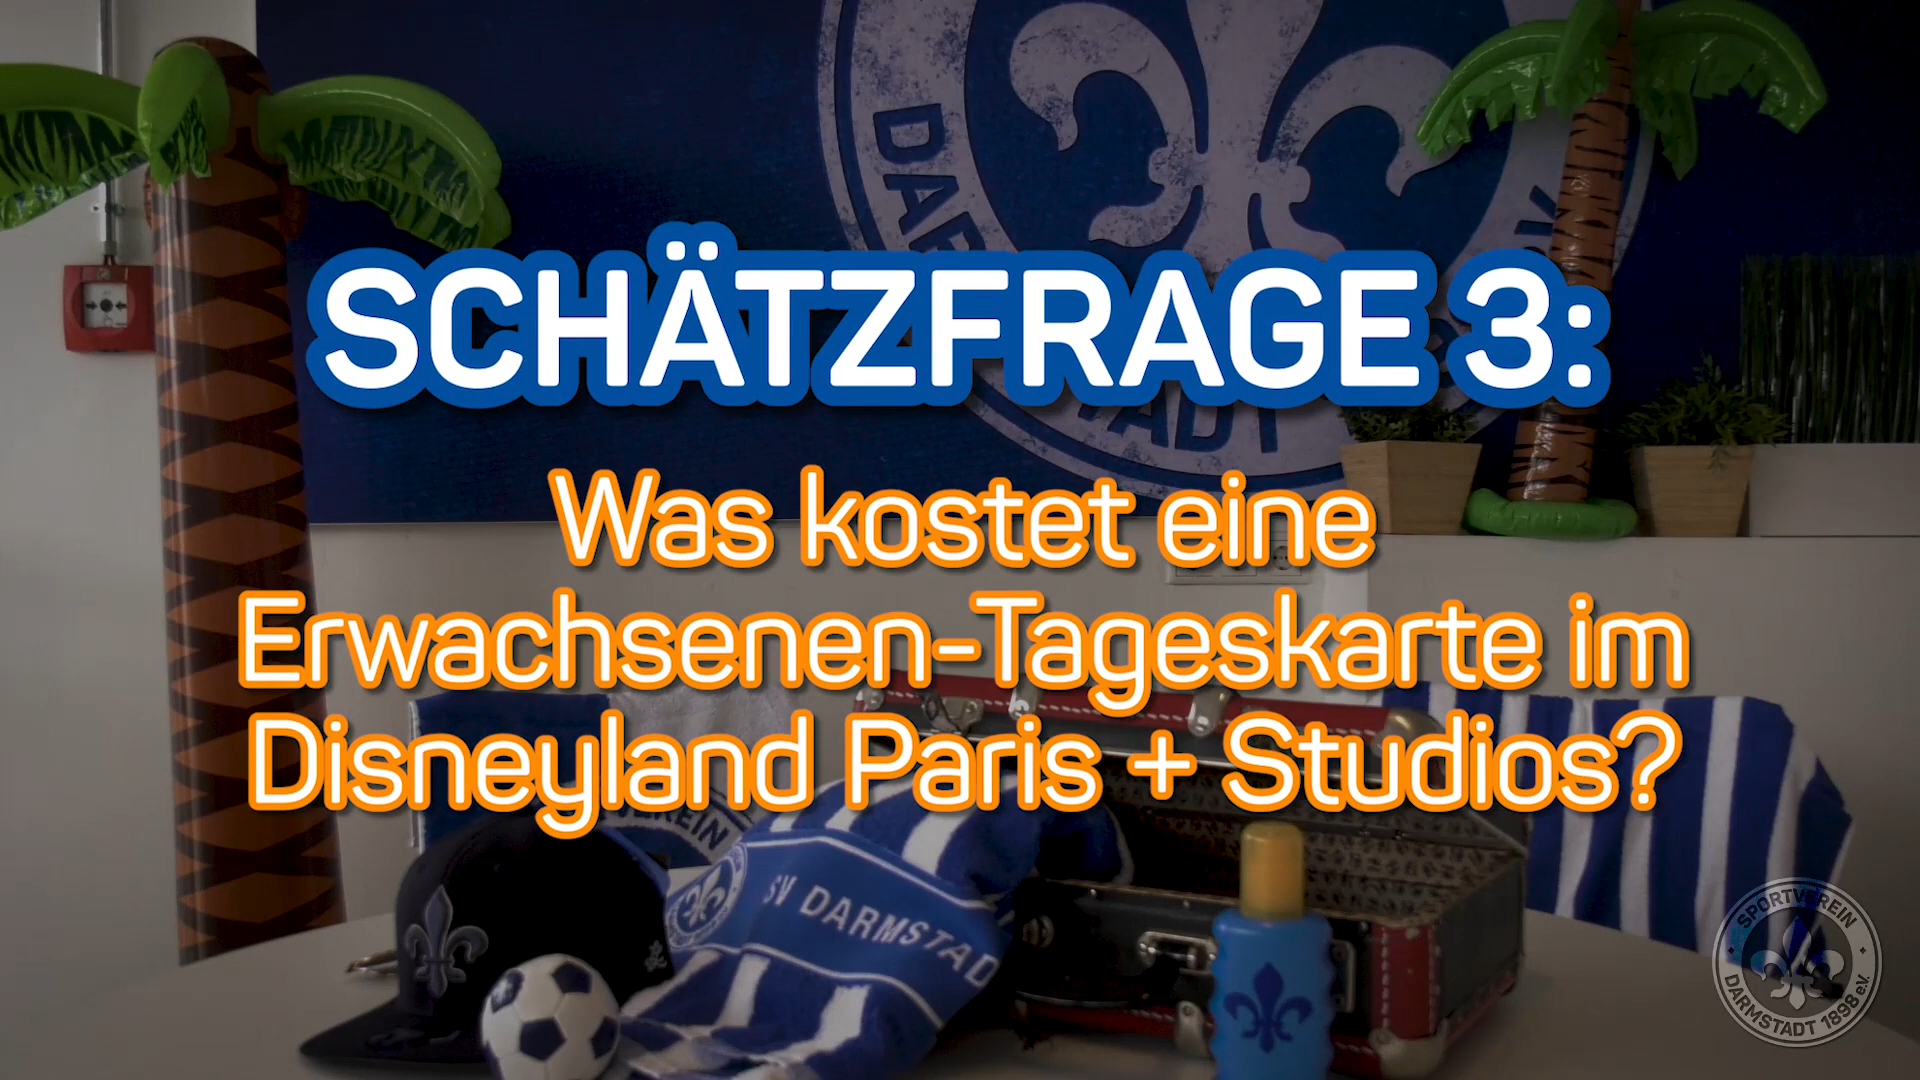 SCHÄTZFRAGE 3:
Was kostet eine
Erwachsenen-Tageskarte im
Disneyland Paris + Studios?
SV DARMSTAD
SPORTVEREIN
DARMSTADT 1898 e.V.